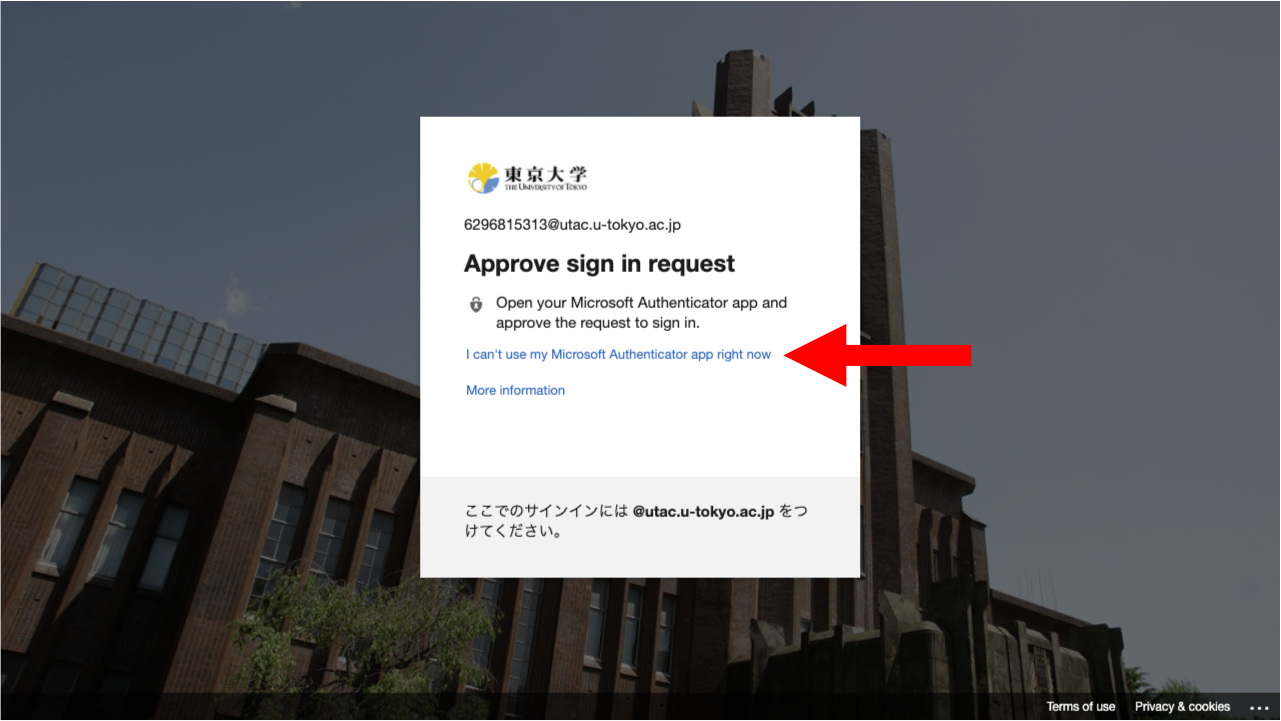 東京大学
THE UNIVERSITY OF TOKYO
6296815313@utac.u-tokyo.ac.jp
Approve sign in request
Open your Microsoft Authenticator app and
approve the request to sign in.
I can't use my Microsoft Authenticator app right now
More information
ここでのサインインには @utac.u-tokyo.ac.jp をつ
けてください。
Terms of use Privacy & cookies ...